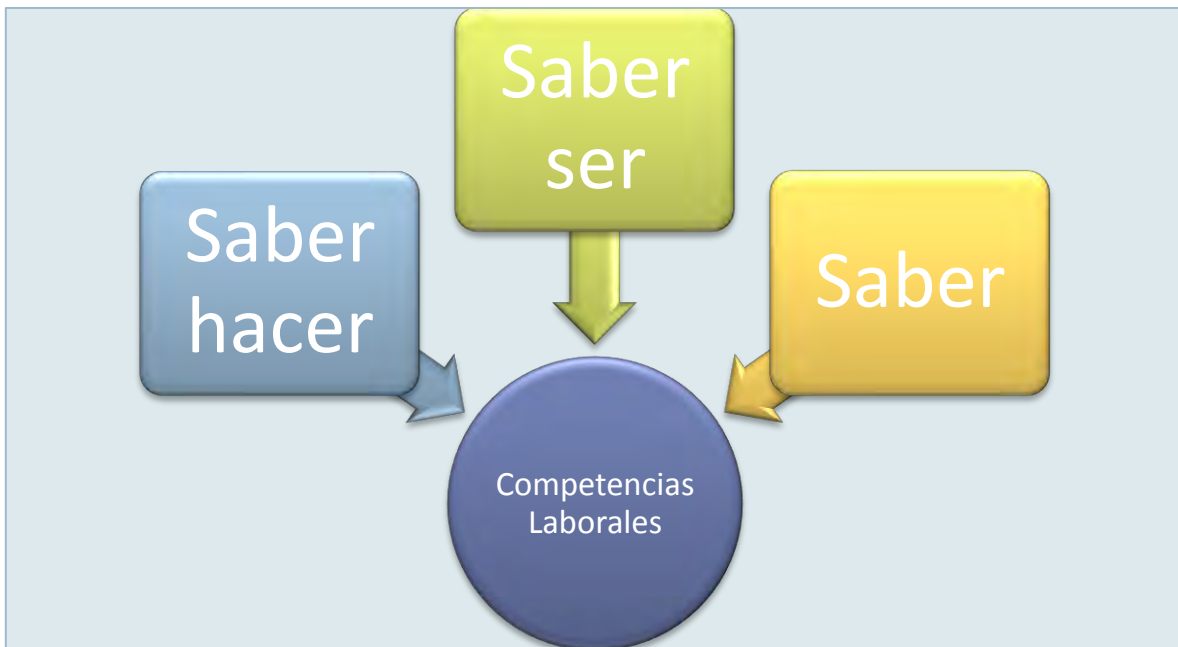 Saber
ser
Saber
hacer
Saber
Competencias
Laborales